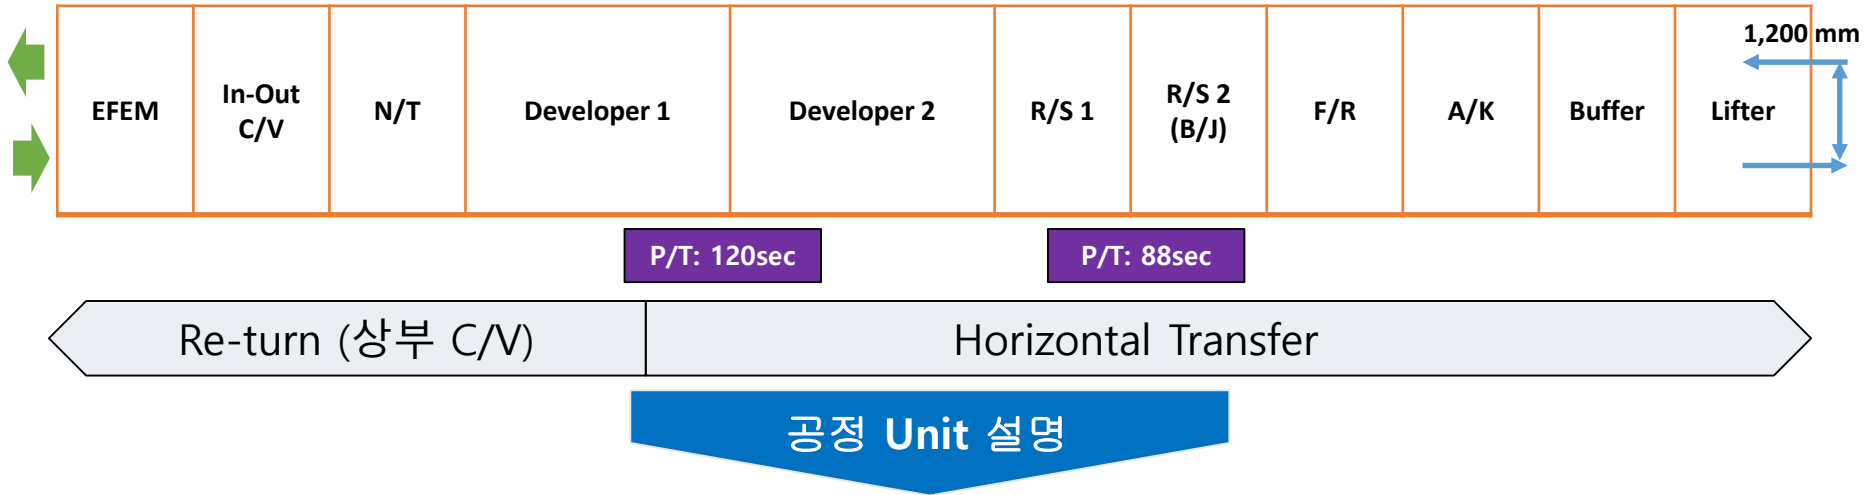 1,200 mm
EFEM
In-Out
C/V
N/T
Developer 1
Developer 2
R/S 1
R/S 2
(B/J)
F/R
A/K
Buffer
Lifter
P/T: 120sec
P/T: 88sec
Re-turn (상부 C/V)
Horizontal Transfer
공정 Unit 설명